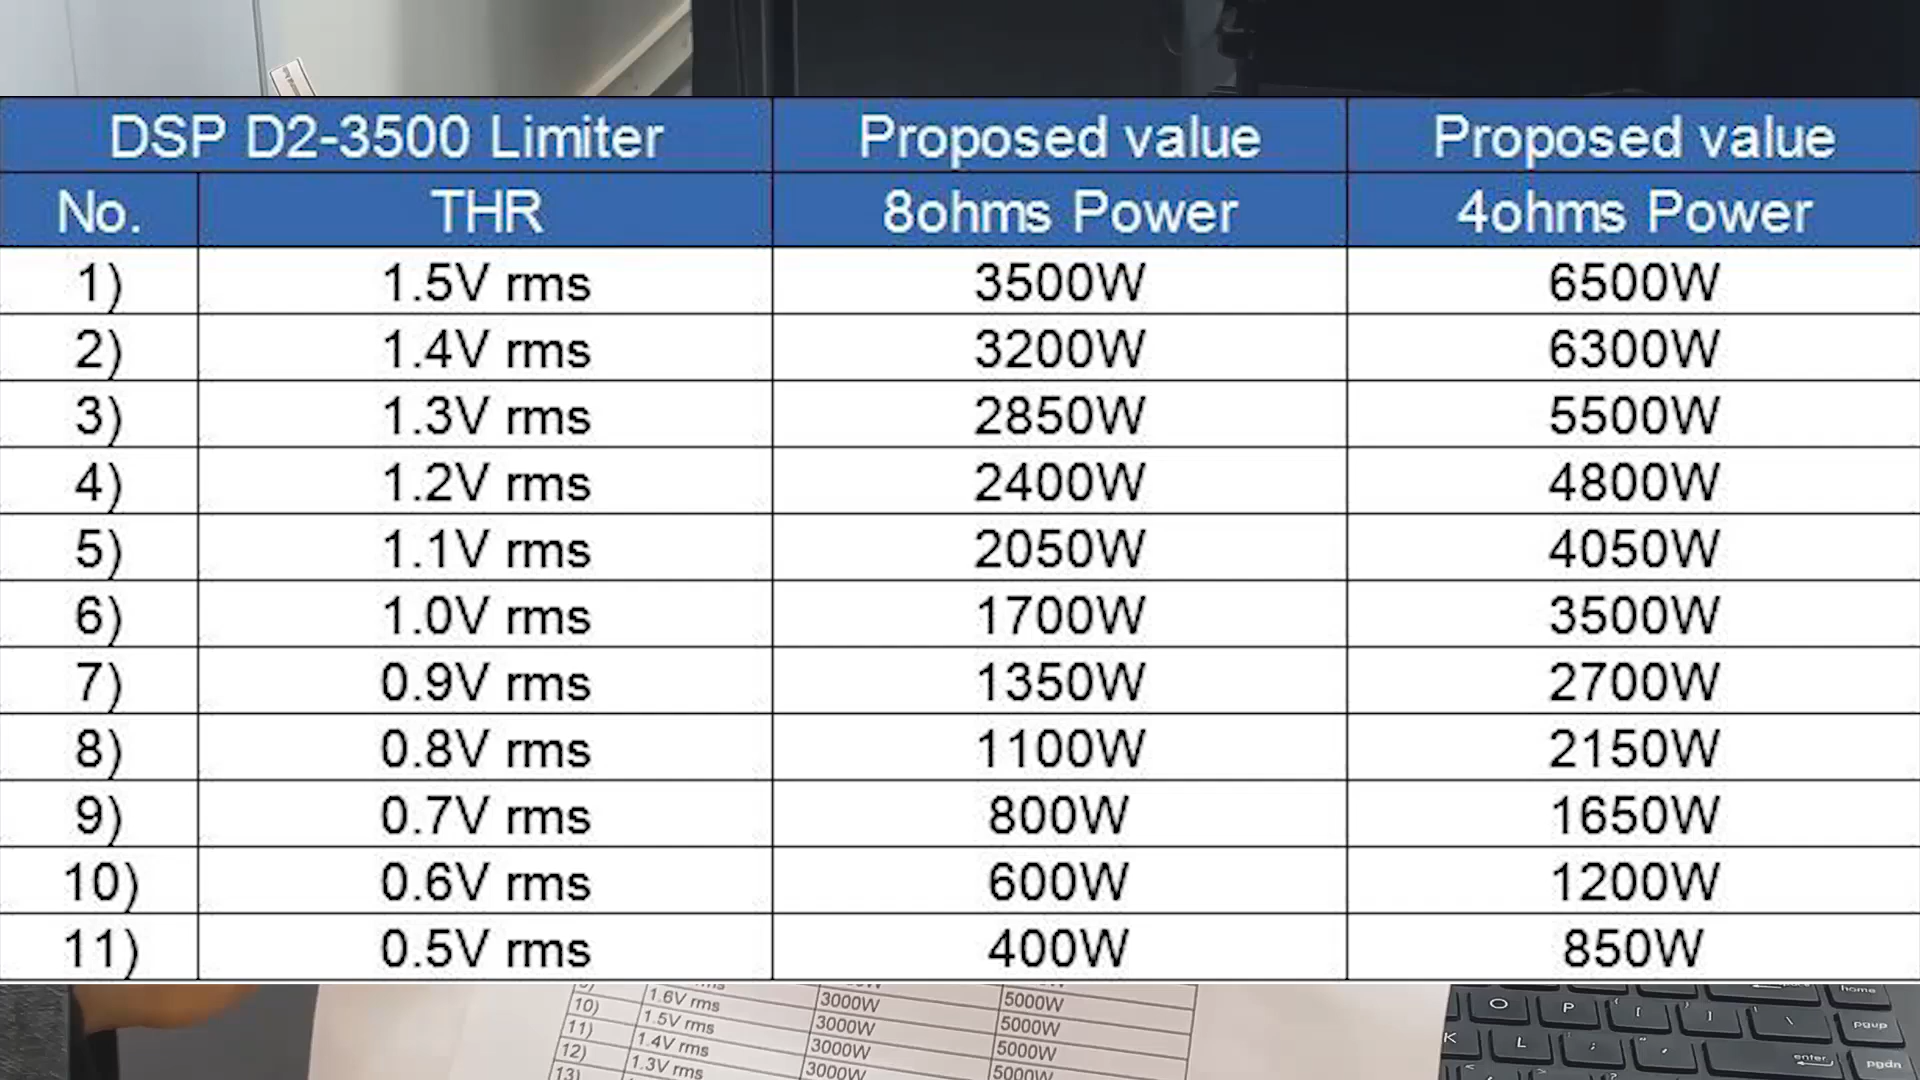 DSP D2-3500 Limiter Proposed value Proposed value
No. THR 8ohms Power 4ohms Power
1) 1.5V rms 3500W 6500W
2) 1.4V rms 3200W 6300W
3) 1.3V rms 2850W 5500W
4) 1.2V rms 2400W 4800W
5) 1.1V rms 2050W 4050W
6) 1.0V rms 1700W 3500W
7) 0.9V rms 1350W 2700W
8) 0.8V rms 1100W 2150W
9) 0.7V rms 800W 1650W
10) 0.6V rms 600W 1200W
11) 0.5V rms 400W 850W
10) 1.6V rms 3000W 5000W
11) 1.5V rms 3000W 5000W
12) 1.4V rms 3000W 5000W
13) 1.3V rms 3000W 5000W
home
O P [ ] \ pgup
K L ; enter pgdn